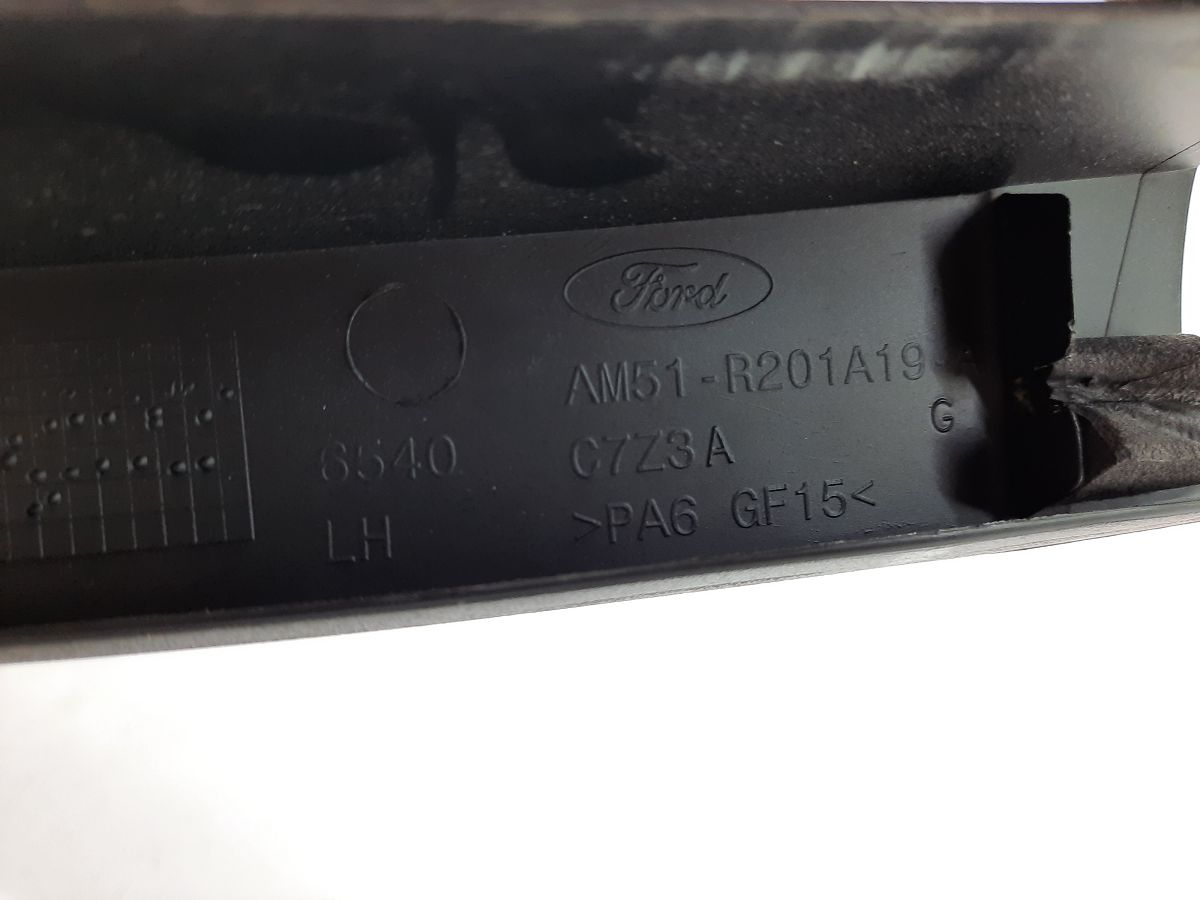 Ford
AM51-R201A19
G
6540
C7Z3A
LH
>PA6 GF15<